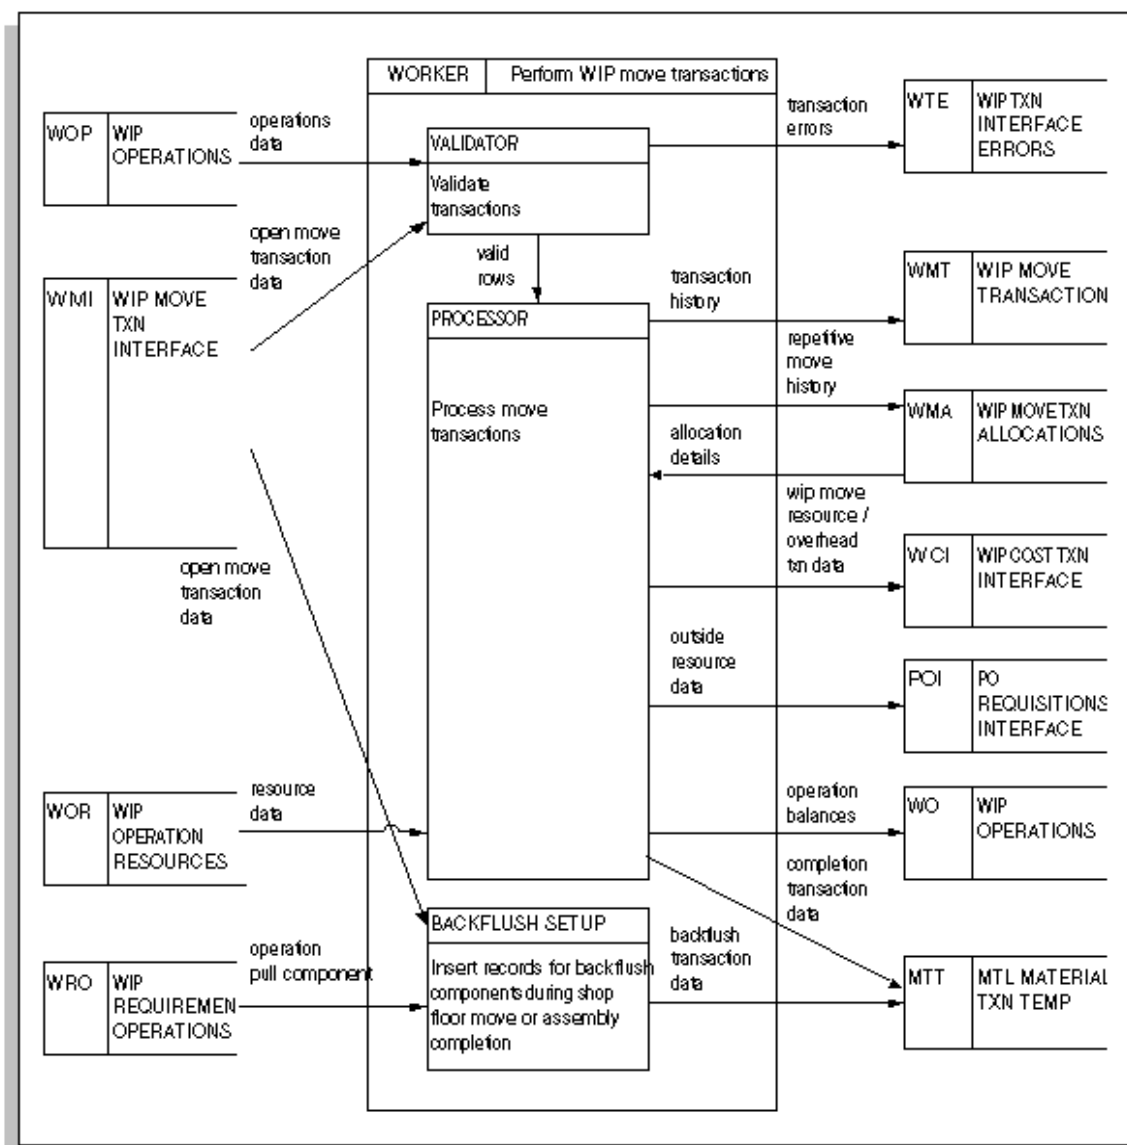 WORKER
Perform WIP move transactions
WOP
WIP
OPERATIONS
operations
data
VALIDATOR
Validate
transactions
transaction
errors
WTE
WIP TXN
INTERFACE
ERRORS
open move
transaction
data
valid
rows
WMI
WIP MOVE
TXN
INTERFACE
PROCESSOR
Process move
transactions
transaction
history
WMT
WIP MOVE
TRANSACTION
repetitive
move
history
WMA
WIP MOVE TXN
ALLOCATIONS
allocation
details
wip move
resource /
overhead
txn data
WCI
WIP COST TXN
INTERFACE
open move
transaction
data
outside
resource
data
POI
PO
REQUISITIONS
INTERFACE
WOR
WIP
OPERATION
RESOURCES
resource
data
operation
balances
WO
WIP
OPERATIONS
completion
transaction
data
BACKFLUSH SETUP
Insert records for backflush
components during shop
floor move or assembly
completion
WRO
WIP
REQUIREMEN
OPERATIONS
operation
pull component
backflush
transaction
data
MTT
MTL MATERIAL
TXN TEMP